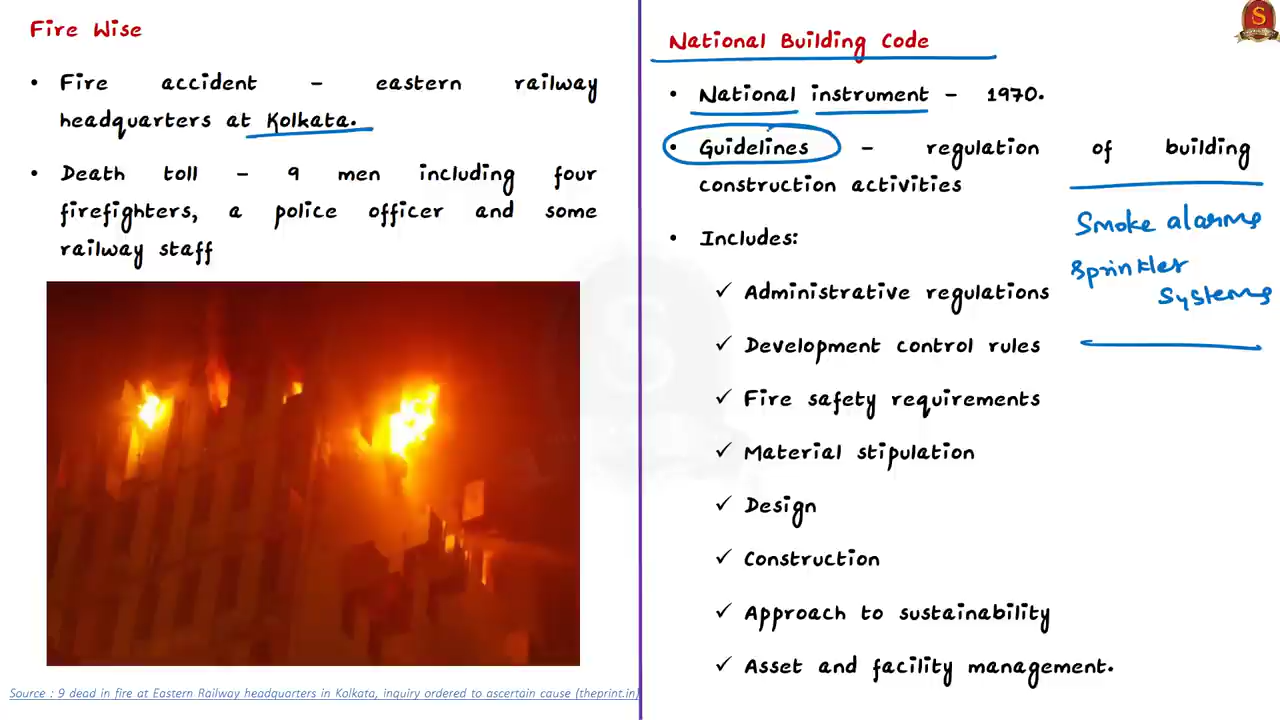 Fire Wise
• Fire accident – eastern railway
headquarters at Kolkata.
• Death toll – 9 men including four
firefighters, a police officer and some
railway staff
Source : 9 dead in fire at Eastern Railway headquarters in Kolkata, inquiry ordered to ascertain cause (theprint.in)
National Building Code
• National instrument – 1970.
• Guidelines – regulation of building
construction activities
• Includes:
✓ Administrative regulations
✓ Development control rules
✓ Fire safety requirements
✓ Material stipulation
✓ Design
✓ Construction
✓ Approach to sustainability
✓ Asset and facility management.
Smoke alarms
Sprinkler
Systems
S